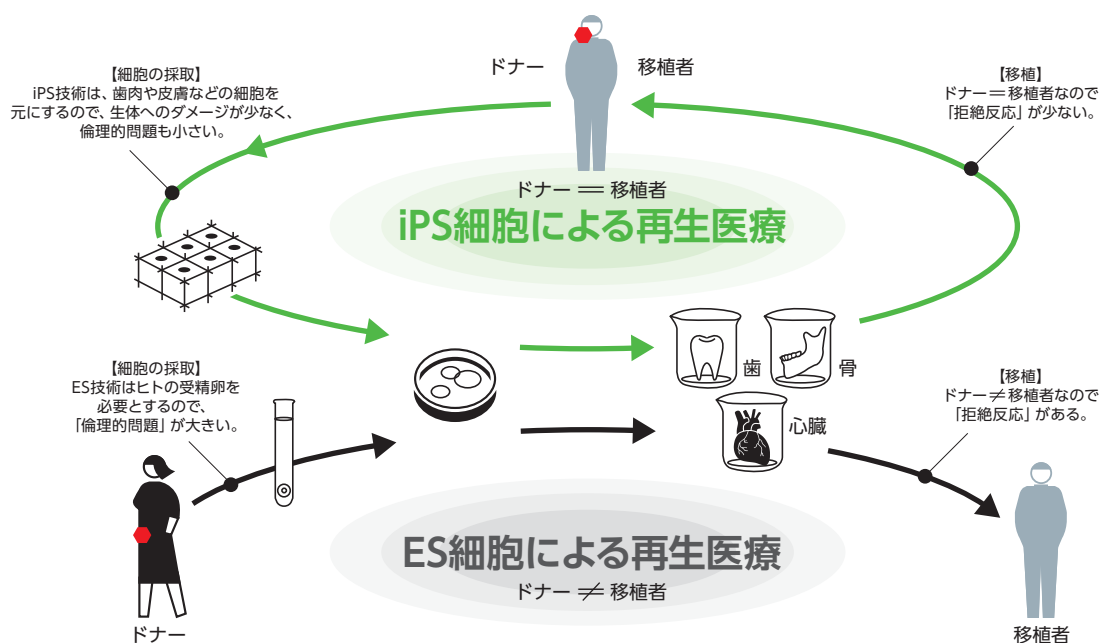 ドナー
移植者
【細胞の採取】
iPS技術は、歯肉や皮膚などの細胞を
元にするので、生体へのダメージが少なく、
倫理的問題も小さい。
【移植】
ドナー＝移植者なので
「拒絶反応」が少ない。
ドナー ＝ 移植者
iPS細胞による再生医療
歯
骨
心臓
【細胞の採取】
ES技術はヒトの受精卵を
必要とするので、
「倫理的問題」が大きい。
【移植】
ドナー≠移植者なので
「拒絶反応」がある。
ES細胞による再生医療
ドナー ≠ 移植者
ドナー
移植者